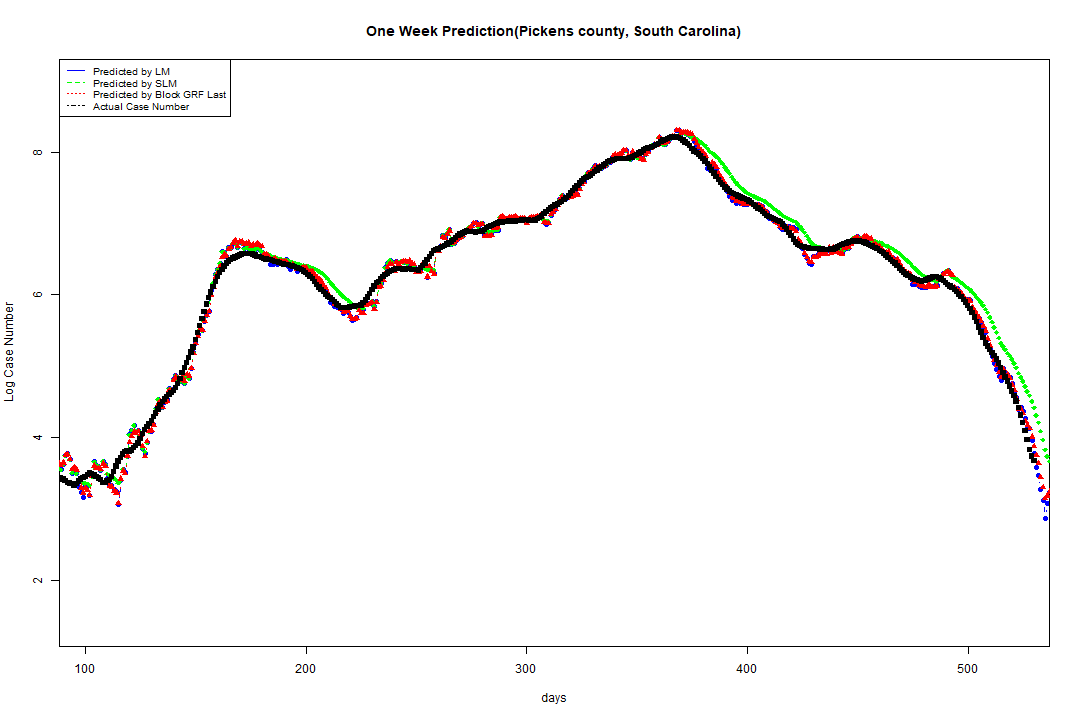 One Week Prediction(Pickens county, South Carolina)
Predicted by LM
Predicted by SLM
Predicted by Block GRF Last
Actual Case Number
8
6
4
2
Log Case Number
100 200 300 400 500
days